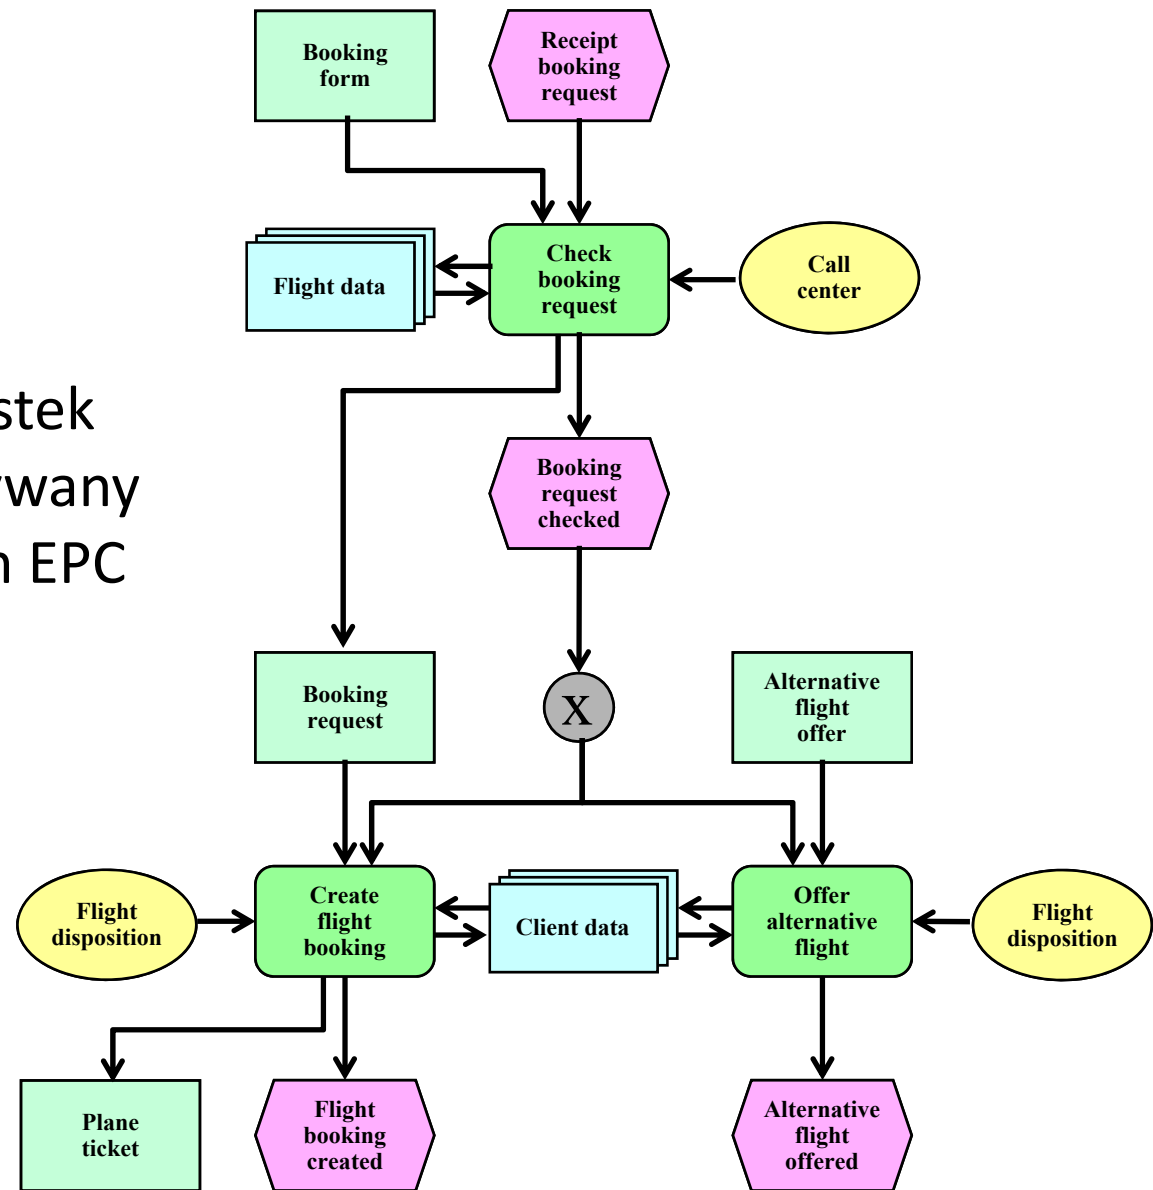 Booking
form
Receipt
booking
request
Flight data
Check
booking
request
Call
center
stek
wany
EPC
Booking
request
checked
Booking
request
X
Alternative
flight
offer
Flight
disposition
Create
flight
booking
Client data
Offer
alternative
flight
Flight
disposition
Plane
ticket
Flight
booking
created
Alternative
flight
offered